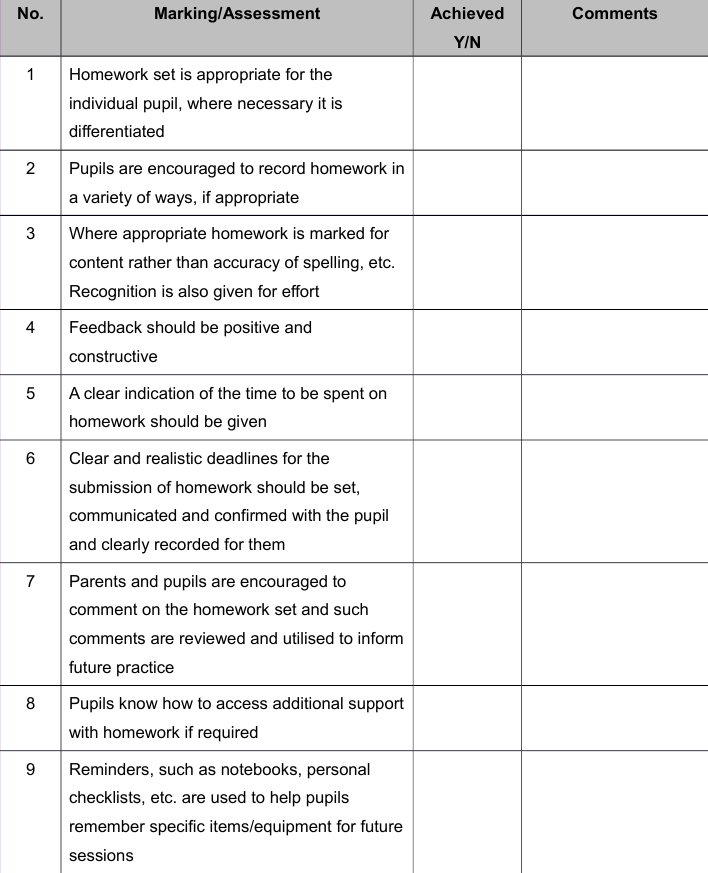 No. Marking/Assessment Achieved Comments
Y/N
1 Homework set is appropriate for the
individual pupil, where necessary it is
differentiated
2 Pupils are encouraged to record homework in
a variety of ways, if appropriate
3 Where appropriate homework is marked for
content rather than accuracy of spelling, etc.
Recognition is also given for effort
4 Feedback should be positive and
constructive
5 A clear indication of the time to be spent on
homework should be given
6 Clear and realistic deadlines for the
submission of homework should be set,
communicated and confirmed with the pupil
and clearly recorded for them
7 Parents and pupils are encouraged to
comment on the homework set and such
comments are reviewed and utilised to inform
future practice
8 Pupils know how to access additional support
with homework if required
9 Reminders, such as notebooks, personal
checklists, etc. are used to help pupils
remember specific items/equipment for future
sessions